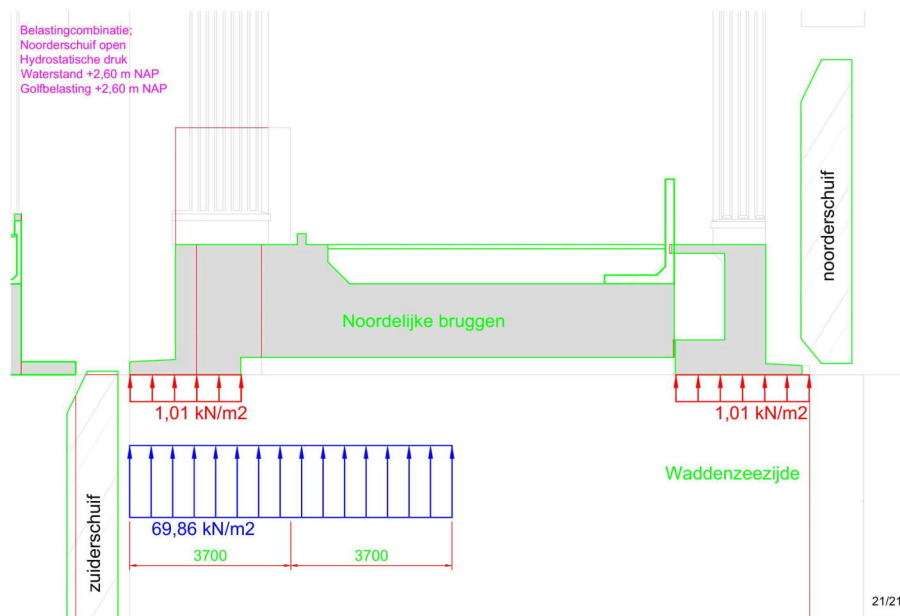 Belastingcombinatie;
Noorderschuif open
Hydrostatische druk
Waterstand +2,60 m NAP
Golfbelasting +2,60 m NAP
noorderschuif
Noordelijke bruggen
1,01 kN/m2
1,01 kN/m2
Waddenzeezijde
69,86 kN/m2
3700
3700
zuiderschuif
21/21